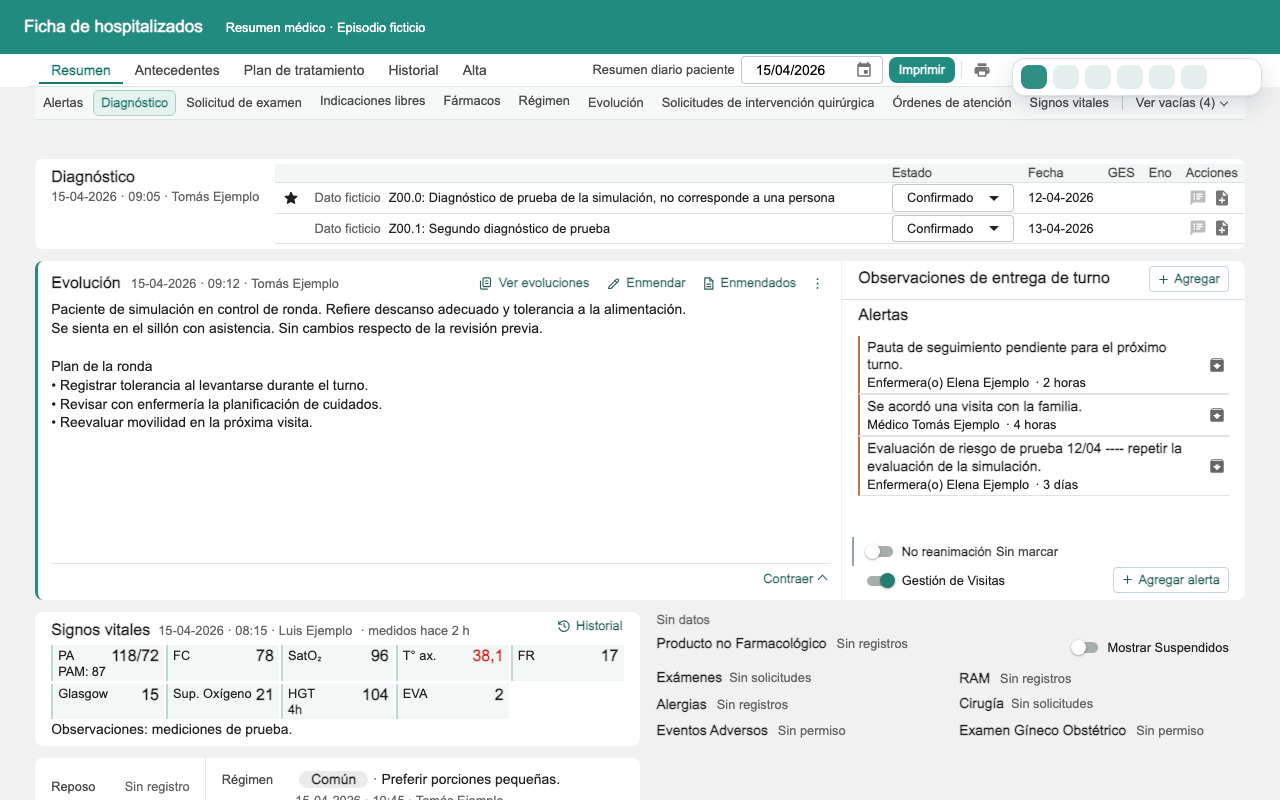 Ficha de hospitalizados Resumen médico · Episodio ficticio
Resumen Antecedentes Plan de tratamiento Historial Alta Resumen diario paciente 15/04/2026 Imprimir
Alertas Diagnóstico Solicitud de examen Indicaciones libres Fármacos Régimen Evolución Solicitudes de intervención quirúrgica Órdenes de atención Signos vitales Ver vacías (4)
Diagnóstico
15-04-2026 · 09:05 · Tomás Ejemplo
Estado Fecha GES Eno Acciones
Dato ficticio Z00.0: Diagnóstico de prueba de la simulación, no corresponde a una persona Confirmado 12-04-2026
Dato ficticio Z00.1: Segundo diagnóstico de prueba Confirmado 13-04-2026
Evolución 15-04-2026 · 09:12 · Tomás Ejemplo Ver evoluciones Enmendar Enmendados
Paciente de simulación en control de ronda. Refiere descanso adecuado y tolerancia a la alimentación.
Se sienta en el sillón con asistencia. Sin cambios respecto de la revisión previa.
Plan de la ronda
• Registrar tolerancia al levantarse durante el turno.
• Revisar con enfermería la planificación de cuidados.
• Reevaluar movilidad en la próxima visita.
Contraer
Observaciones de entrega de turno + Agregar
Alertas
Pauta de seguimiento pendiente para el próximo
turno.
Enfermera(o) Elena Ejemplo · 2 horas
Se acordó una visita con la familia.
Médico Tomás Ejemplo · 4 horas
Evaluación de riesgo de prueba 12/04 ---- repetir la
evaluación de la simulación.
Enfermera(o) Elena Ejemplo · 3 días
No reanimación Sin marcar
Gestión de Visitas + Agregar alerta
Signos vitales 15-04-2026 · 08:15 · Luis Ejemplo · medidos hace 2 h Historial
PA 118/72 FC 78 SatO₂ 96 T° ax. 38,1 FR 17
PAM: 87
Glasgow 15 Sup. Oxígeno 21 HGT 104 EVA 2
4h
Observaciones: mediciones de prueba.
Sin datos
Producto no Farmacológico Sin registros Mostrar Suspendidos
Exámenes Sin solicitudes RAM Sin registros
Alergias Sin registros Cirugía Sin solicitudes
Eventos Adversos Sin permiso Examen Gíneco Obstétrico Sin permiso
Reposo Sin registro Régimen Común · Preferir porciones pequeñas.
15-04-2026 · 10:45 · Tomás Ejemplo